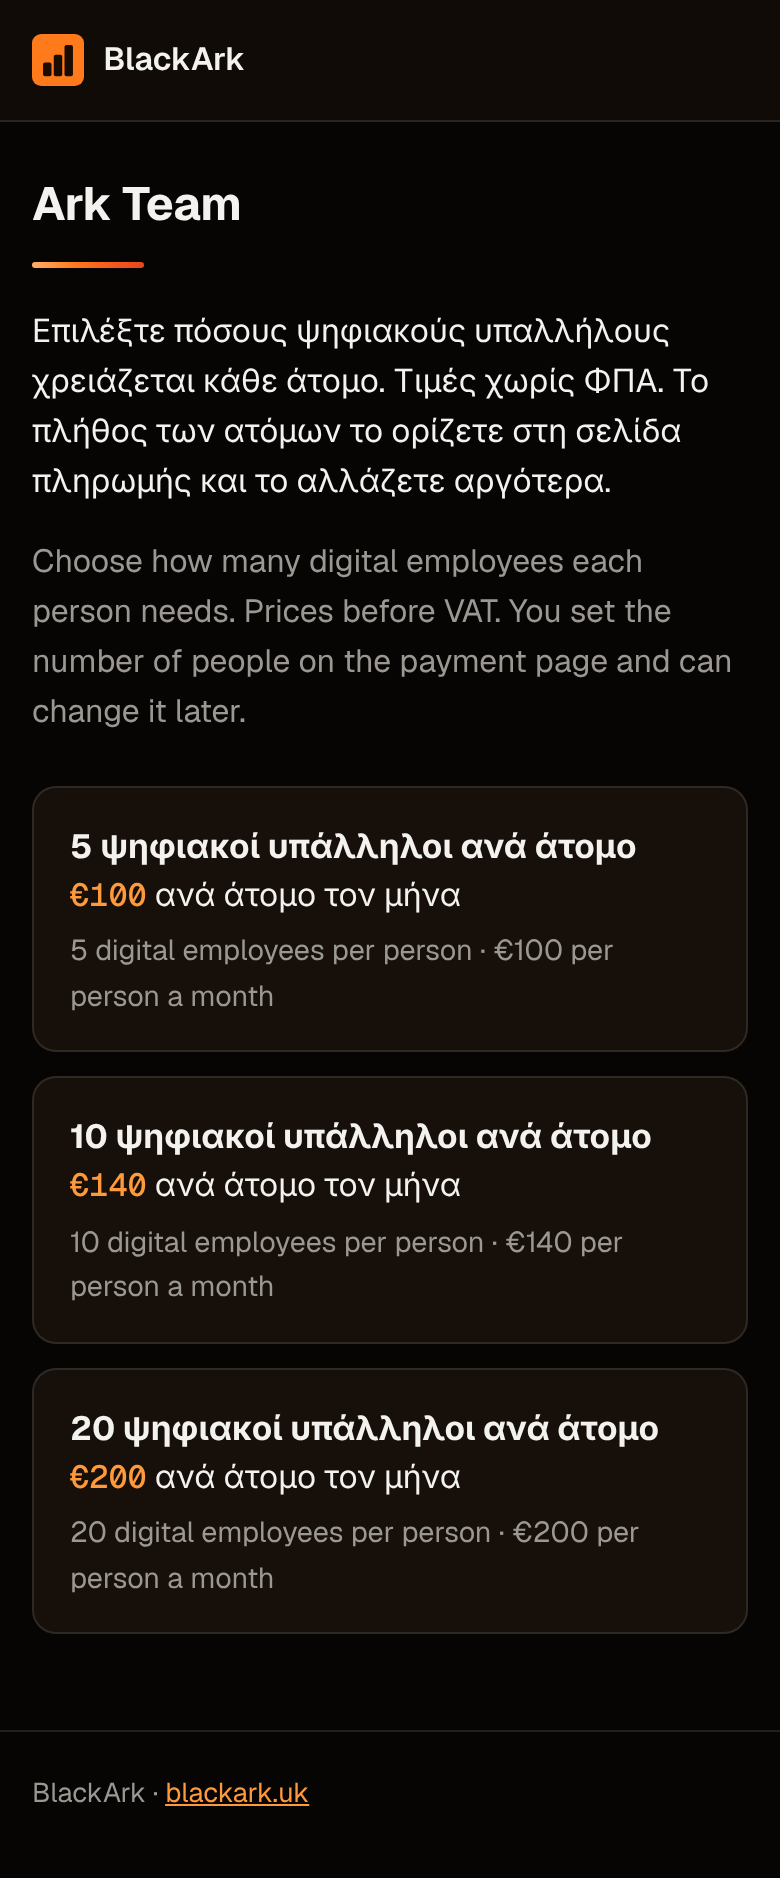 BlackArk
Ark Team
Επιλέξτε πόσους ψηφιακούς υπαλλήλους
χρειάζεται κάθε άτομο. Τιμές χωρίς ΦΠΑ. Το
πλήθος των ατόμων το ορίζετε στη σελίδα
πληρωμής και το αλλάζετε αργότερα.
Choose how many digital employees each
person needs. Prices before VAT. You set the
number of people on the payment page and can
change it later.
5 ψηφιακοί υπάλληλοι ανά άτομο
€100 ανά άτομο τον μήνα
5 digital employees per person · €100 per
person a month
10 ψηφιακοί υπάλληλοι ανά άτομο
€140 ανά άτομο τον μήνα
10 digital employees per person · €140 per
person a month
20 ψηφιακοί υπάλληλοι ανά άτομο
€200 ανά άτομο τον μήνα
20 digital employees per person · €200 per
person a month
BlackArk · blackark.uk